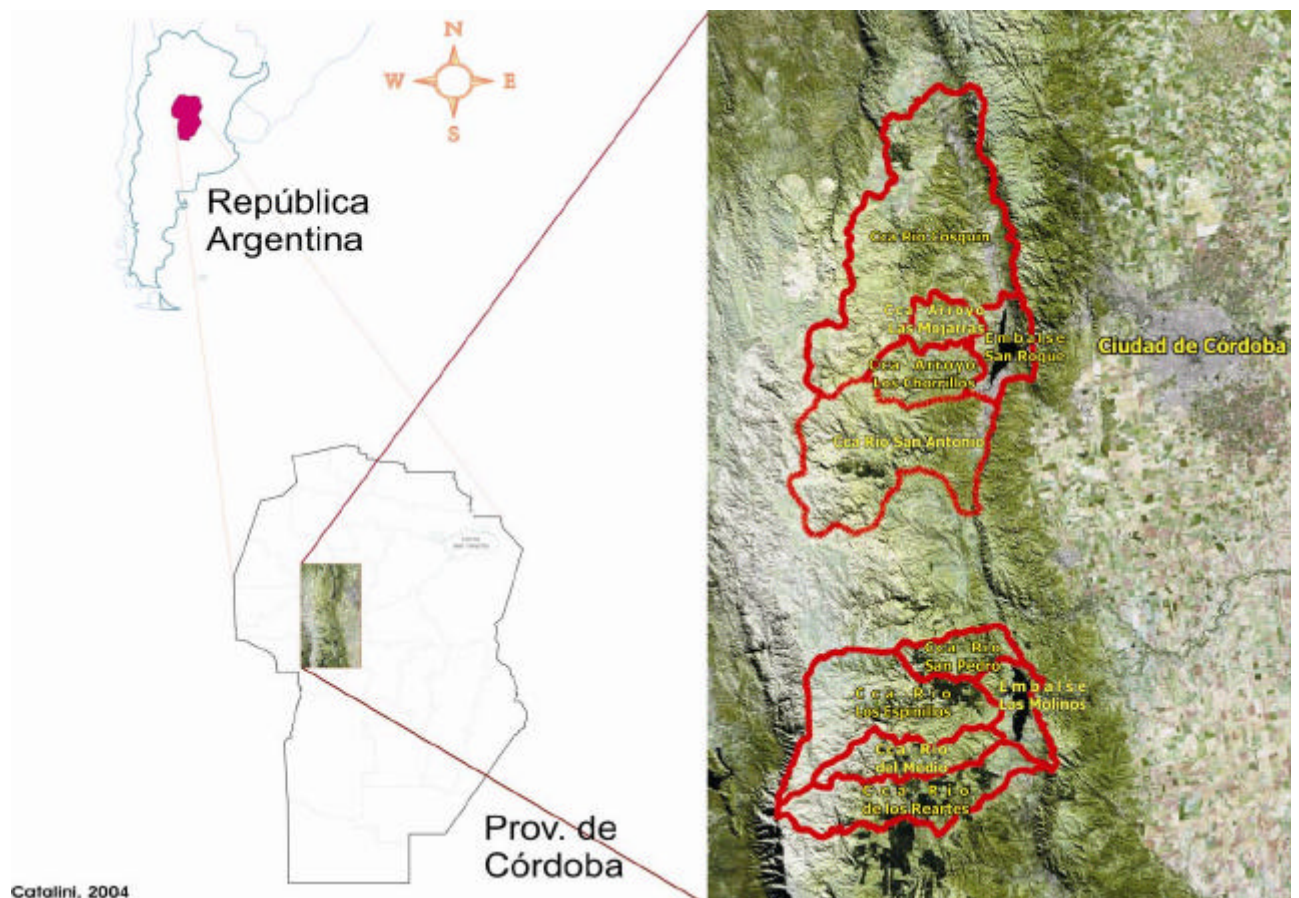 N
W
E
S
República
Argentina
Prov. de
Córdoba
Catalini, 2004
Cca Río Cosquín
Cca Arroyo
Las Mojarras
Embalse
San Roque
Ciudad de Córdoba
Cca Arroyo
Los Chorrillos
Cca Río San Antonio
Cca Río
San Pedro
Embalse
Los Molinos
Cca Río
Los Espinillos
Cca Río
del Medio
Cca Río
de los Reartes